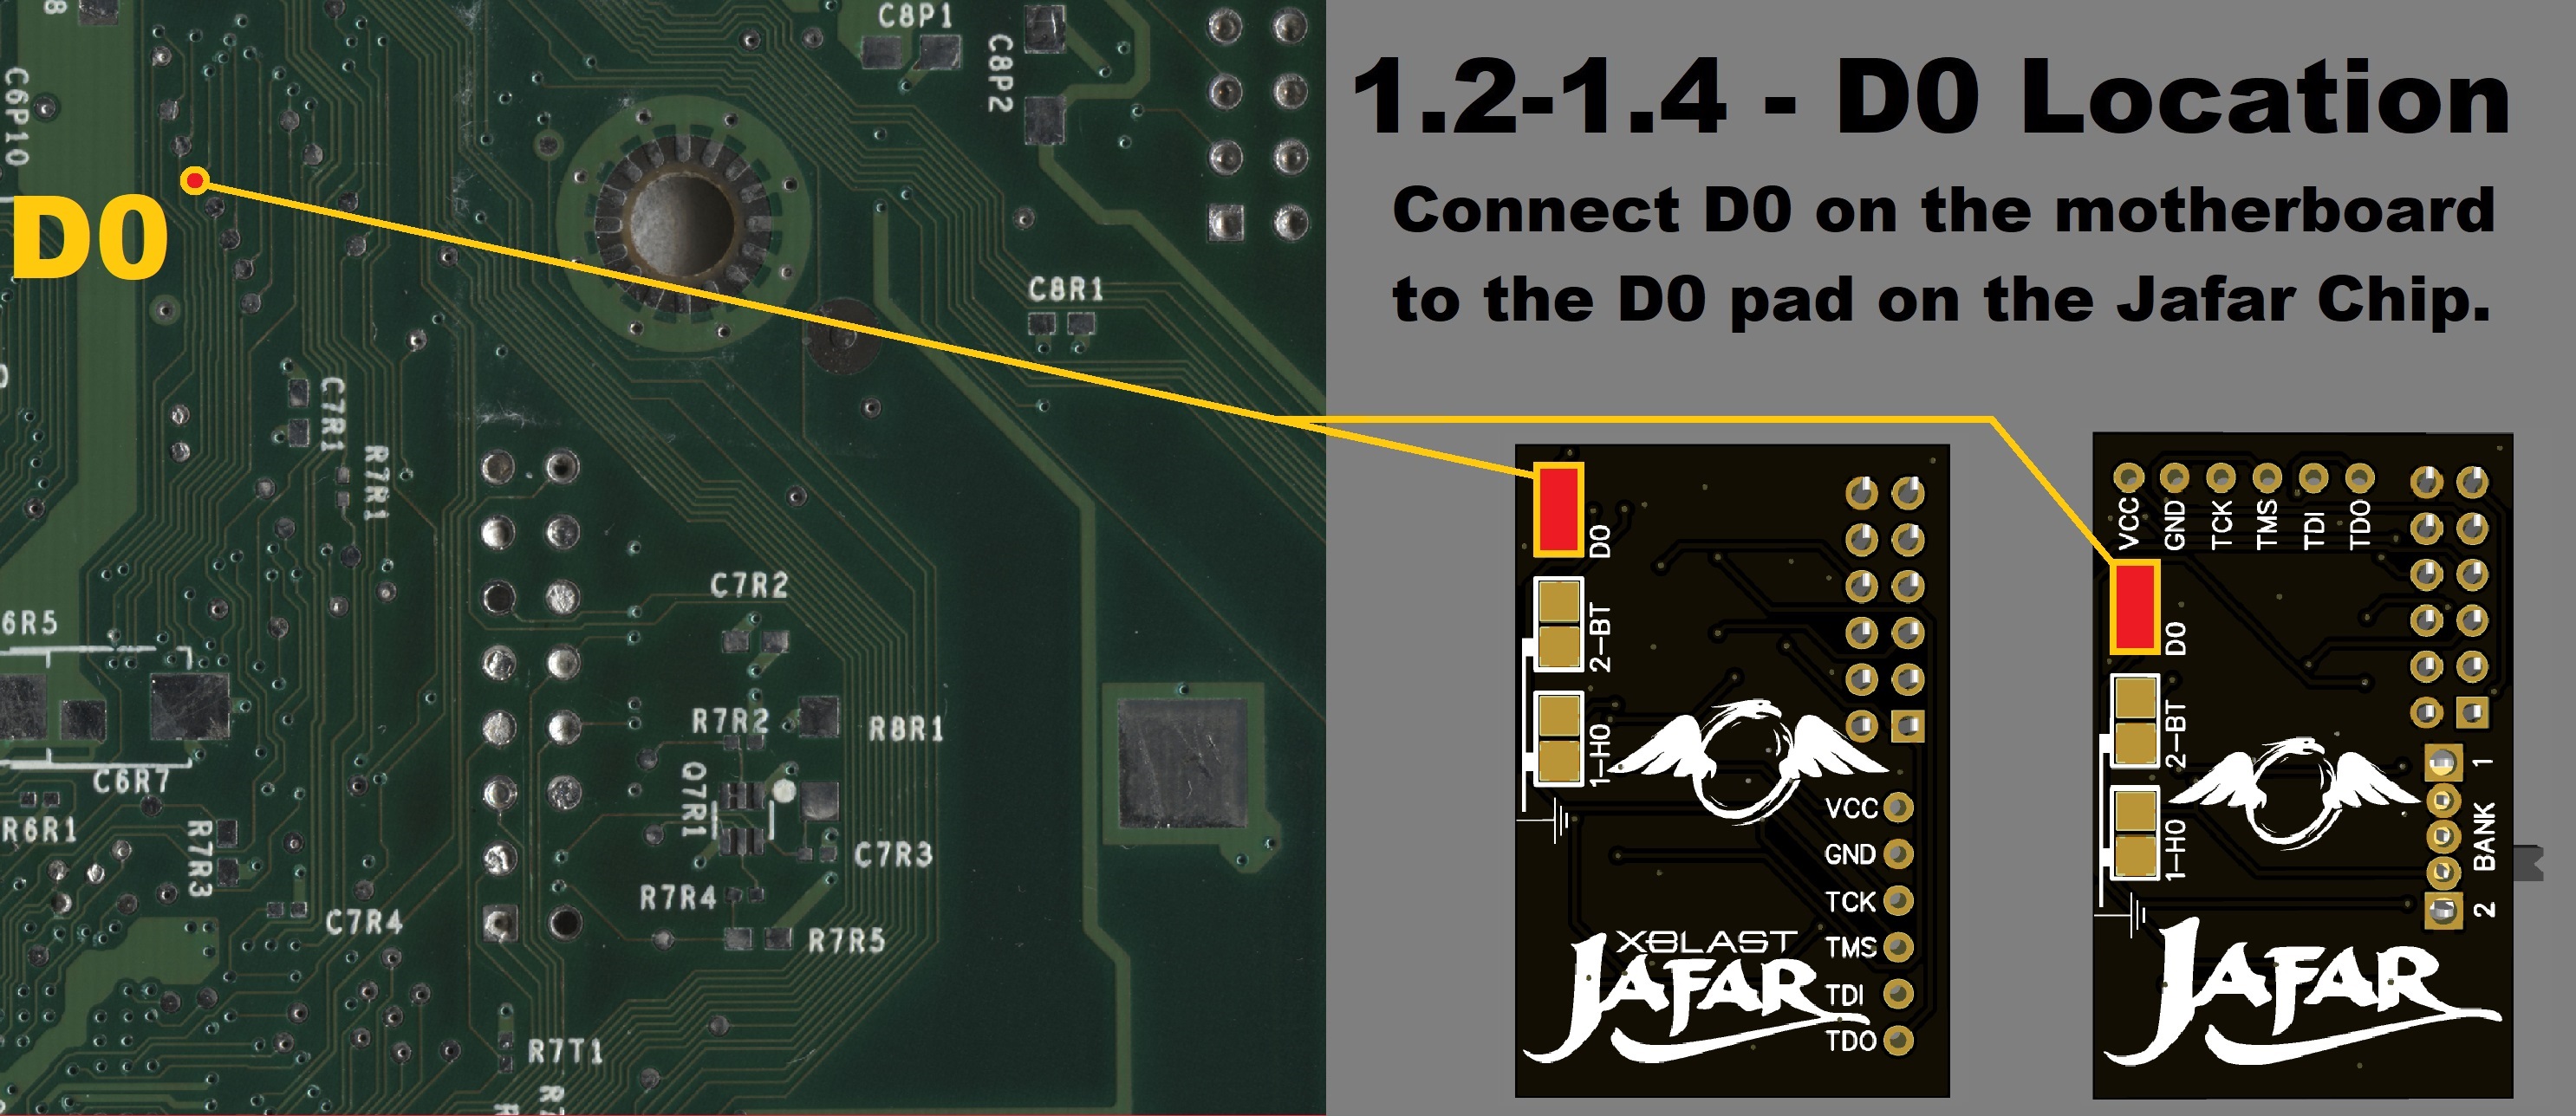 1.2-1.4 - D0 Location
Connect D0 on the motherboard
to the D0 pad on the Jafar Chip.
D0
C8P1
C8P2
C6P10
C8R1
C7R1
R7R1
C7R2
6R5
R7R2
R8R1
C6R7
Q7R1
R6R1
R7R3
C7R3
R7R4
C7R4
R7R5
R7T1
D0
2-BT
1-H0
VCC
GND
TCK
TMS
TDI
TDO
XBLAST
JAFAR
VCC
GND
TCK
TMS
TDI
TDO
D0
2-BT
1-H0
1
BANK
2
JAFAR